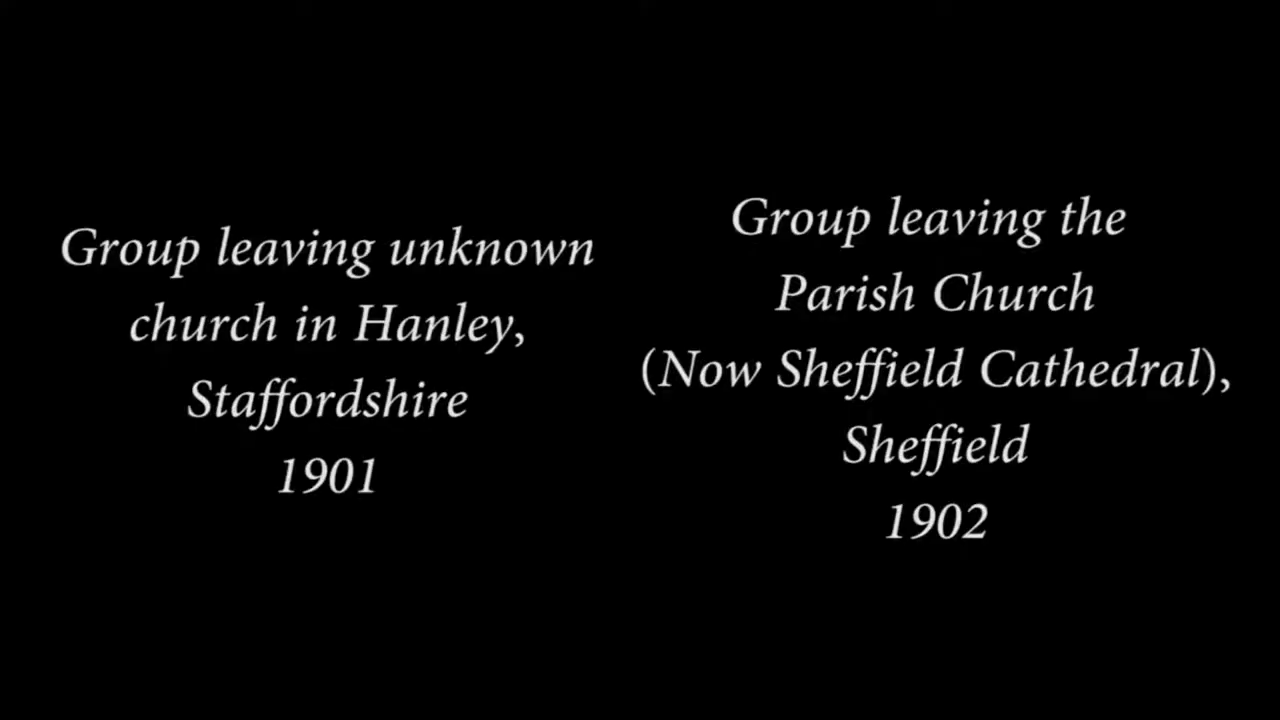 Group leaving unknown
church in Hanley,
Staffordshire
1901
Group leaving the
Parish Church
(Now Sheffield Cathedral),
Sheffield
1902